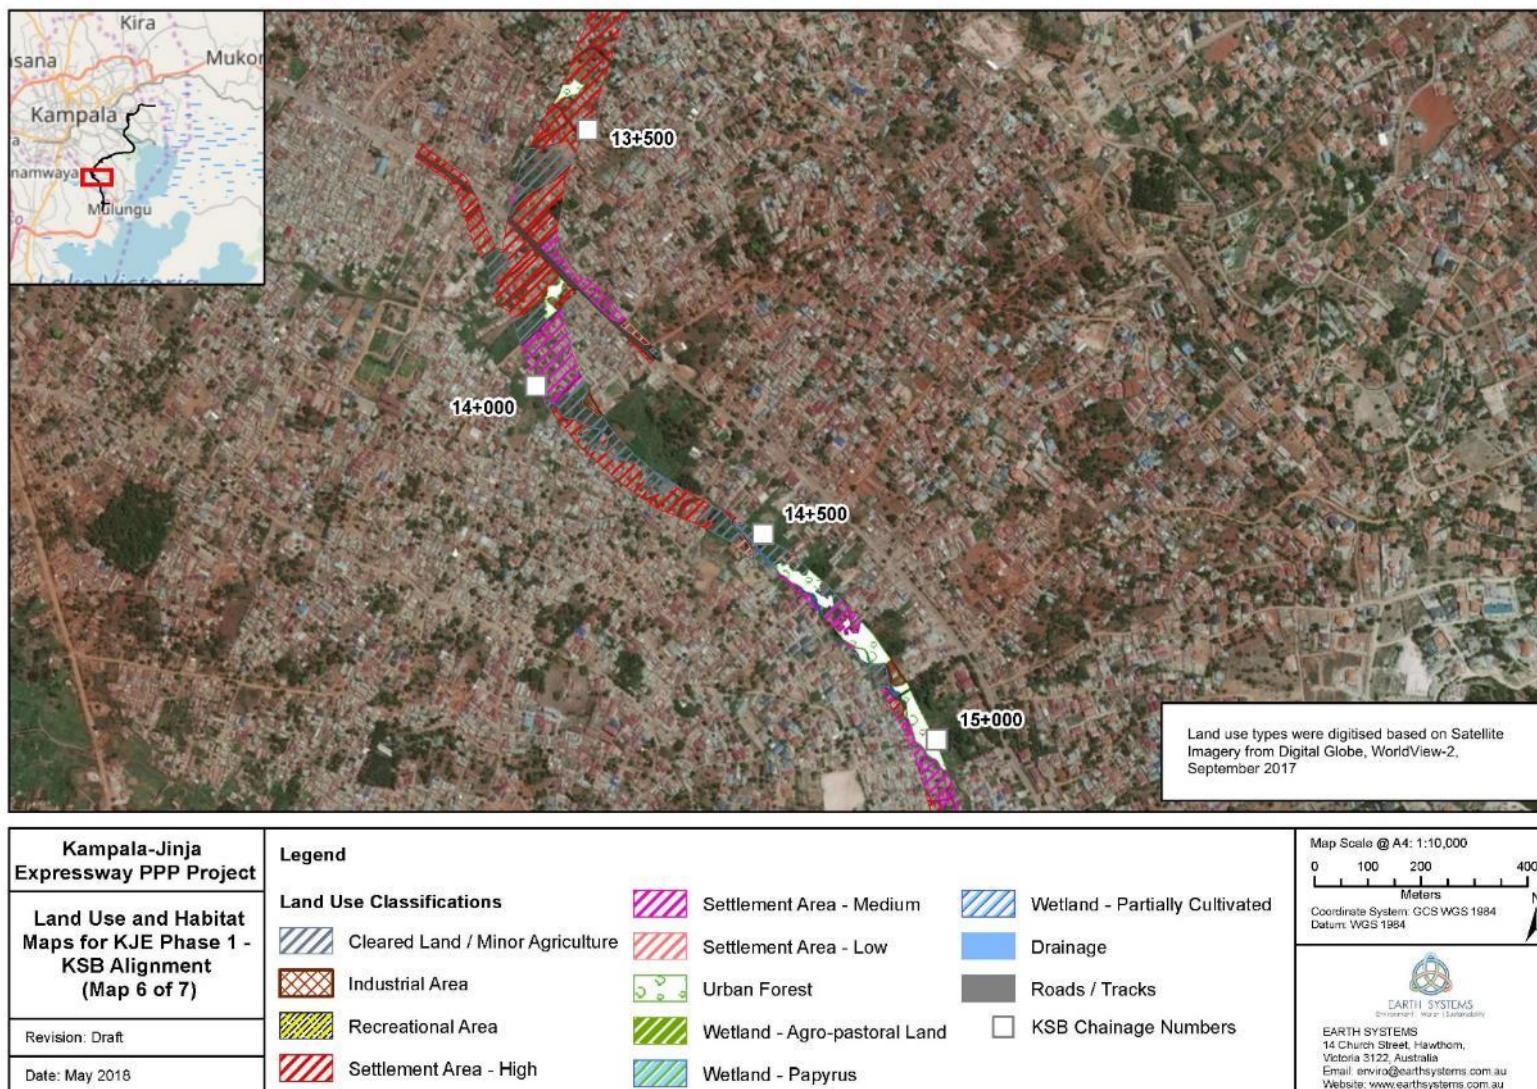 Kira
Mukor
Kampala
namwaya
Mulungu
Lake Victoria
13+500
14+000
14+500
15+000
Land use types were digitised based on Satellite
Imagery from Digital Globe, WorldView-2,
September 2017
Kampala-Jinja
Expressway PPP Project
Land Use and Habitat
Maps for KJE Phase 1 -
KSB Alignment
(Map 6 of 7)
Revision: Draft
Date: May 2018
Legend
Land Use Classifications
Cleared Land / Minor Agriculture
Industrial Area
Recreational Area
Settlement Area - High
Settlement Area - Medium
Settlement Area - Low
Urban Forest
Wetland - Agro-pastoral Land
Wetland - Papyrus
Wetland - Partially Cultivated
Drainage
Roads / Tracks
KSB Chainage Numbers
Map Scale @ A4: 1:10,000
0 100 200 400
Meters
Coordinate System: GCS WGS 1984
Datum: WGS 1984
N
EARTH SYSTEMS
Environment | Water | Sustainability
EARTH SYSTEMS
14 Church Street, Hawthorn,
Victoria 3122, Australia
Email: enviro@earthsystems.com.au
Website: www.earthsystems.com.au